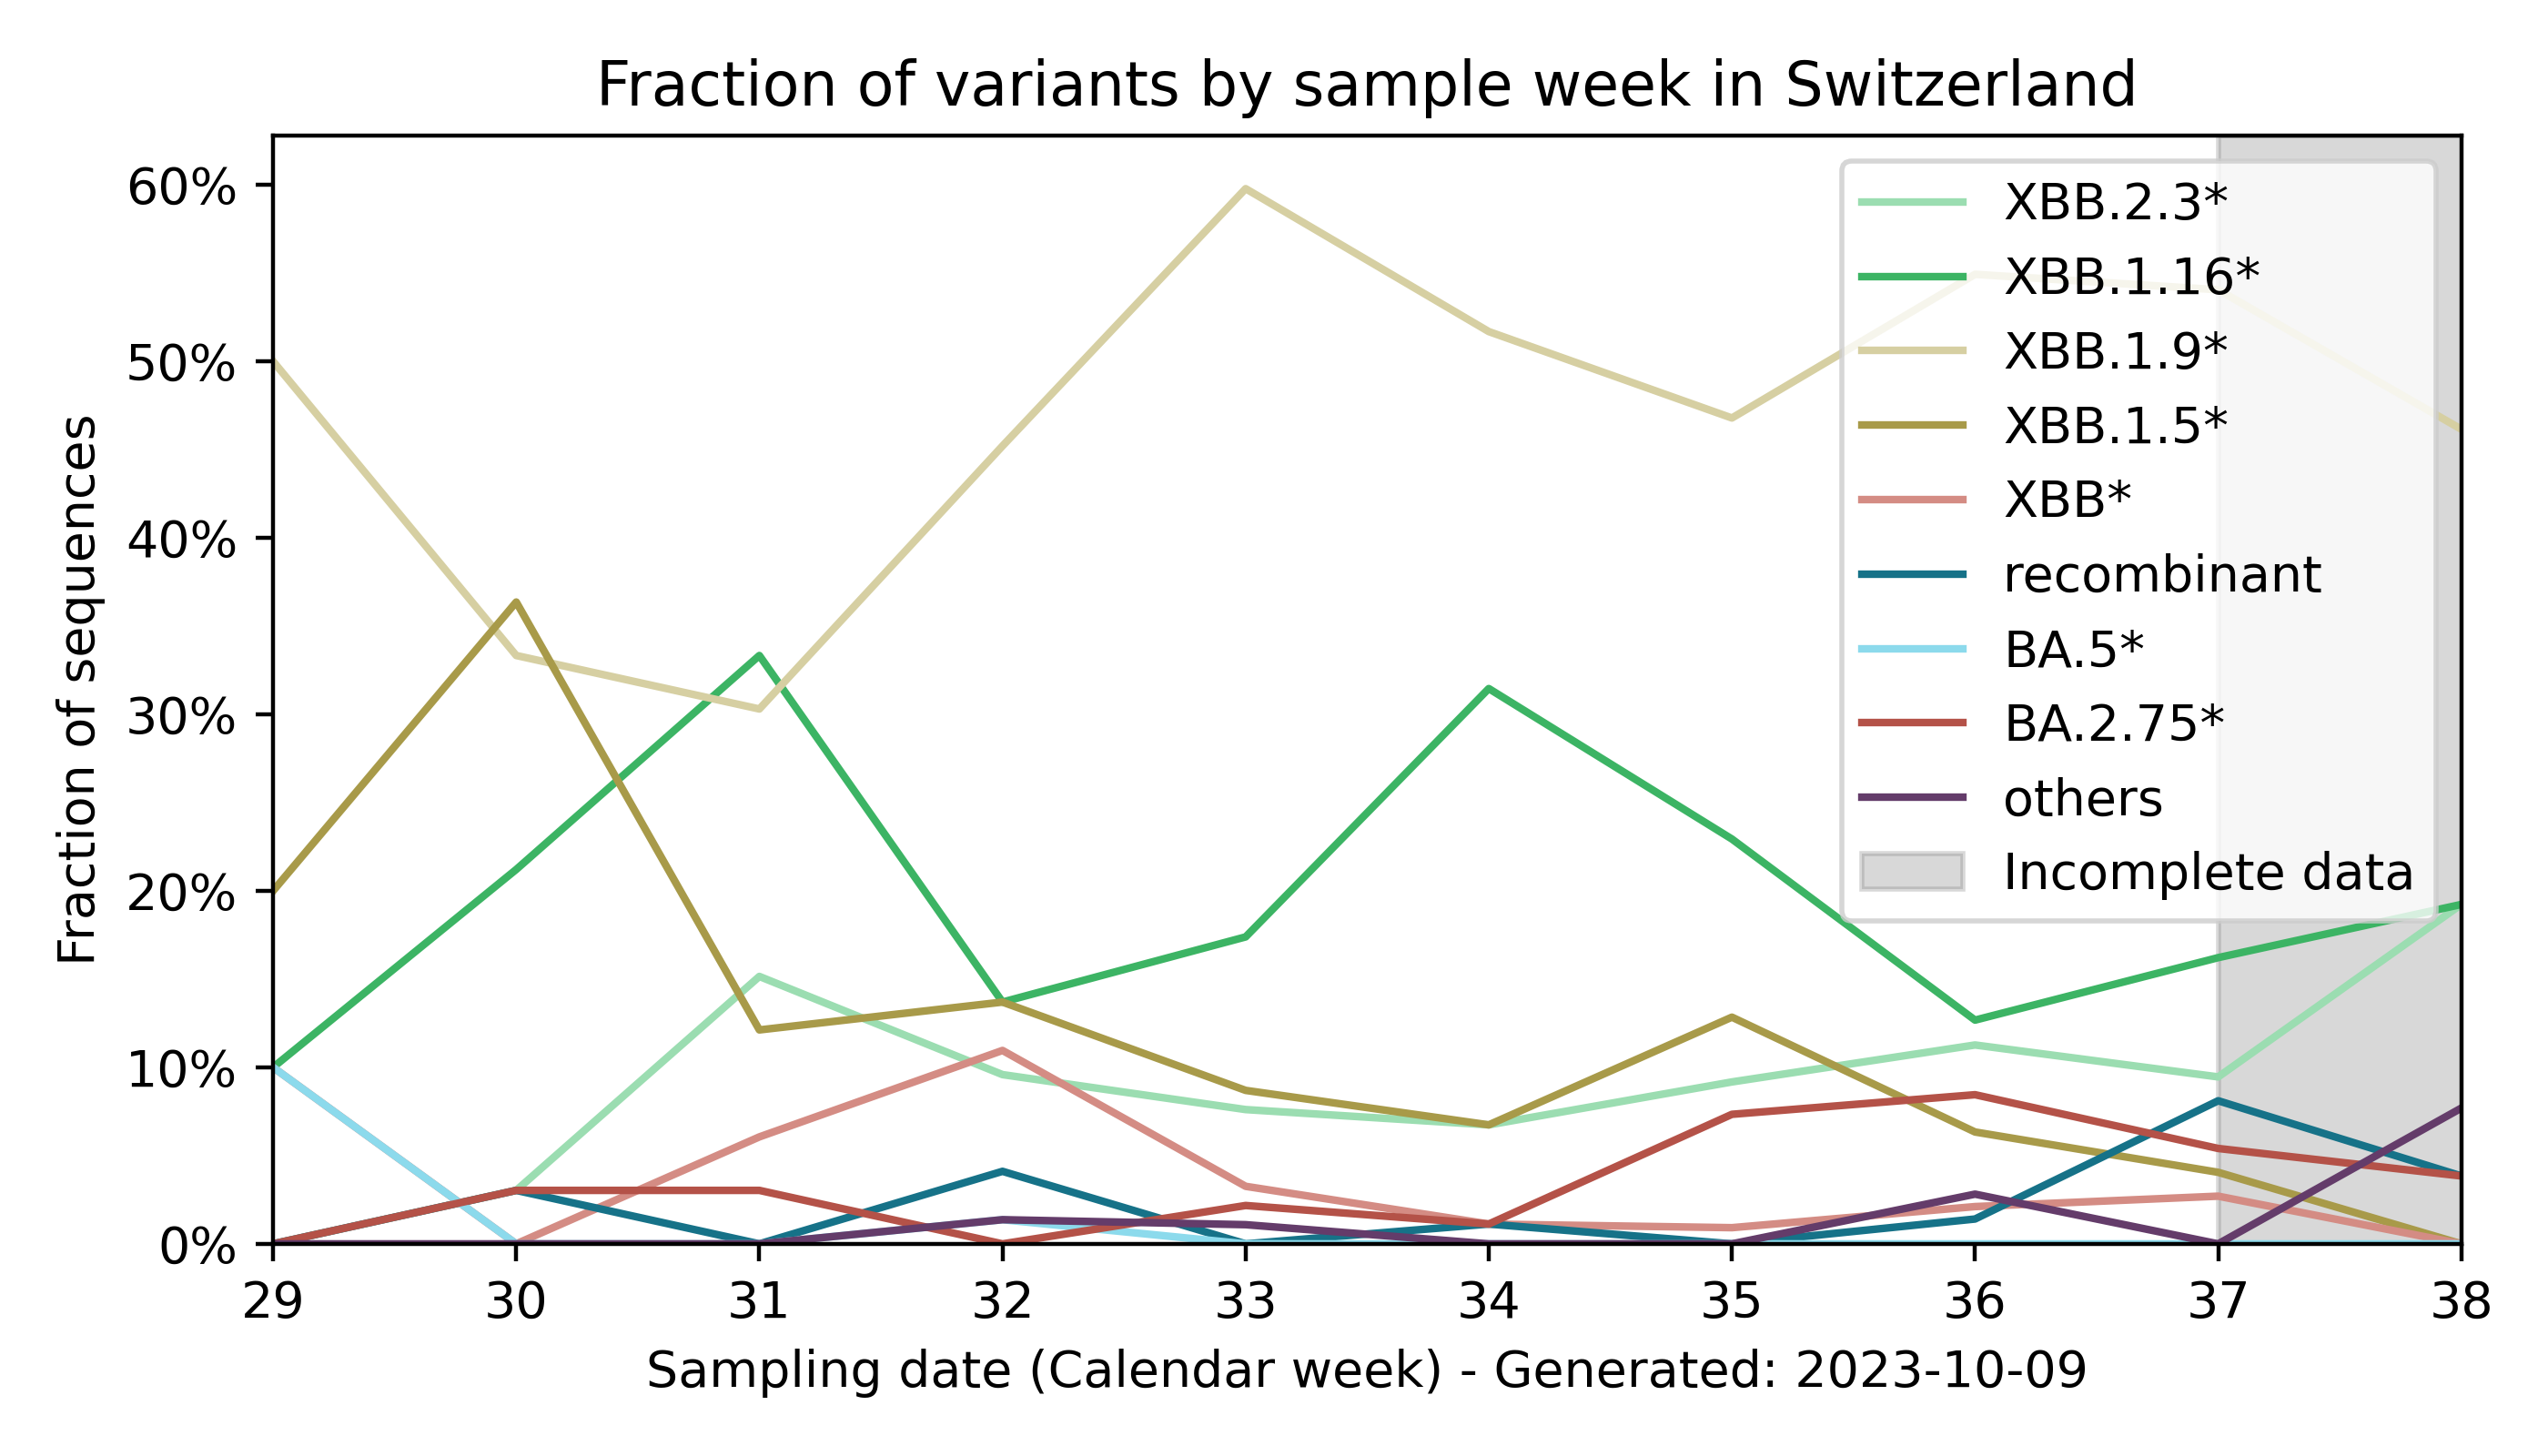 Fraction of variants by sample week in Switzerland
60%
50%
40%
30%
20%
10%
0%
Fraction of sequences
XBB.2.3*
XBB.1.16*
XBB.1.9*
XBB.1.5*
XBB*
recombinant
BA.5*
BA.2.75*
others
Incomplete data
29 30 31 32 33 34 35 36 37 38
Sampling date (Calendar week) - Generated: 2023-10-09